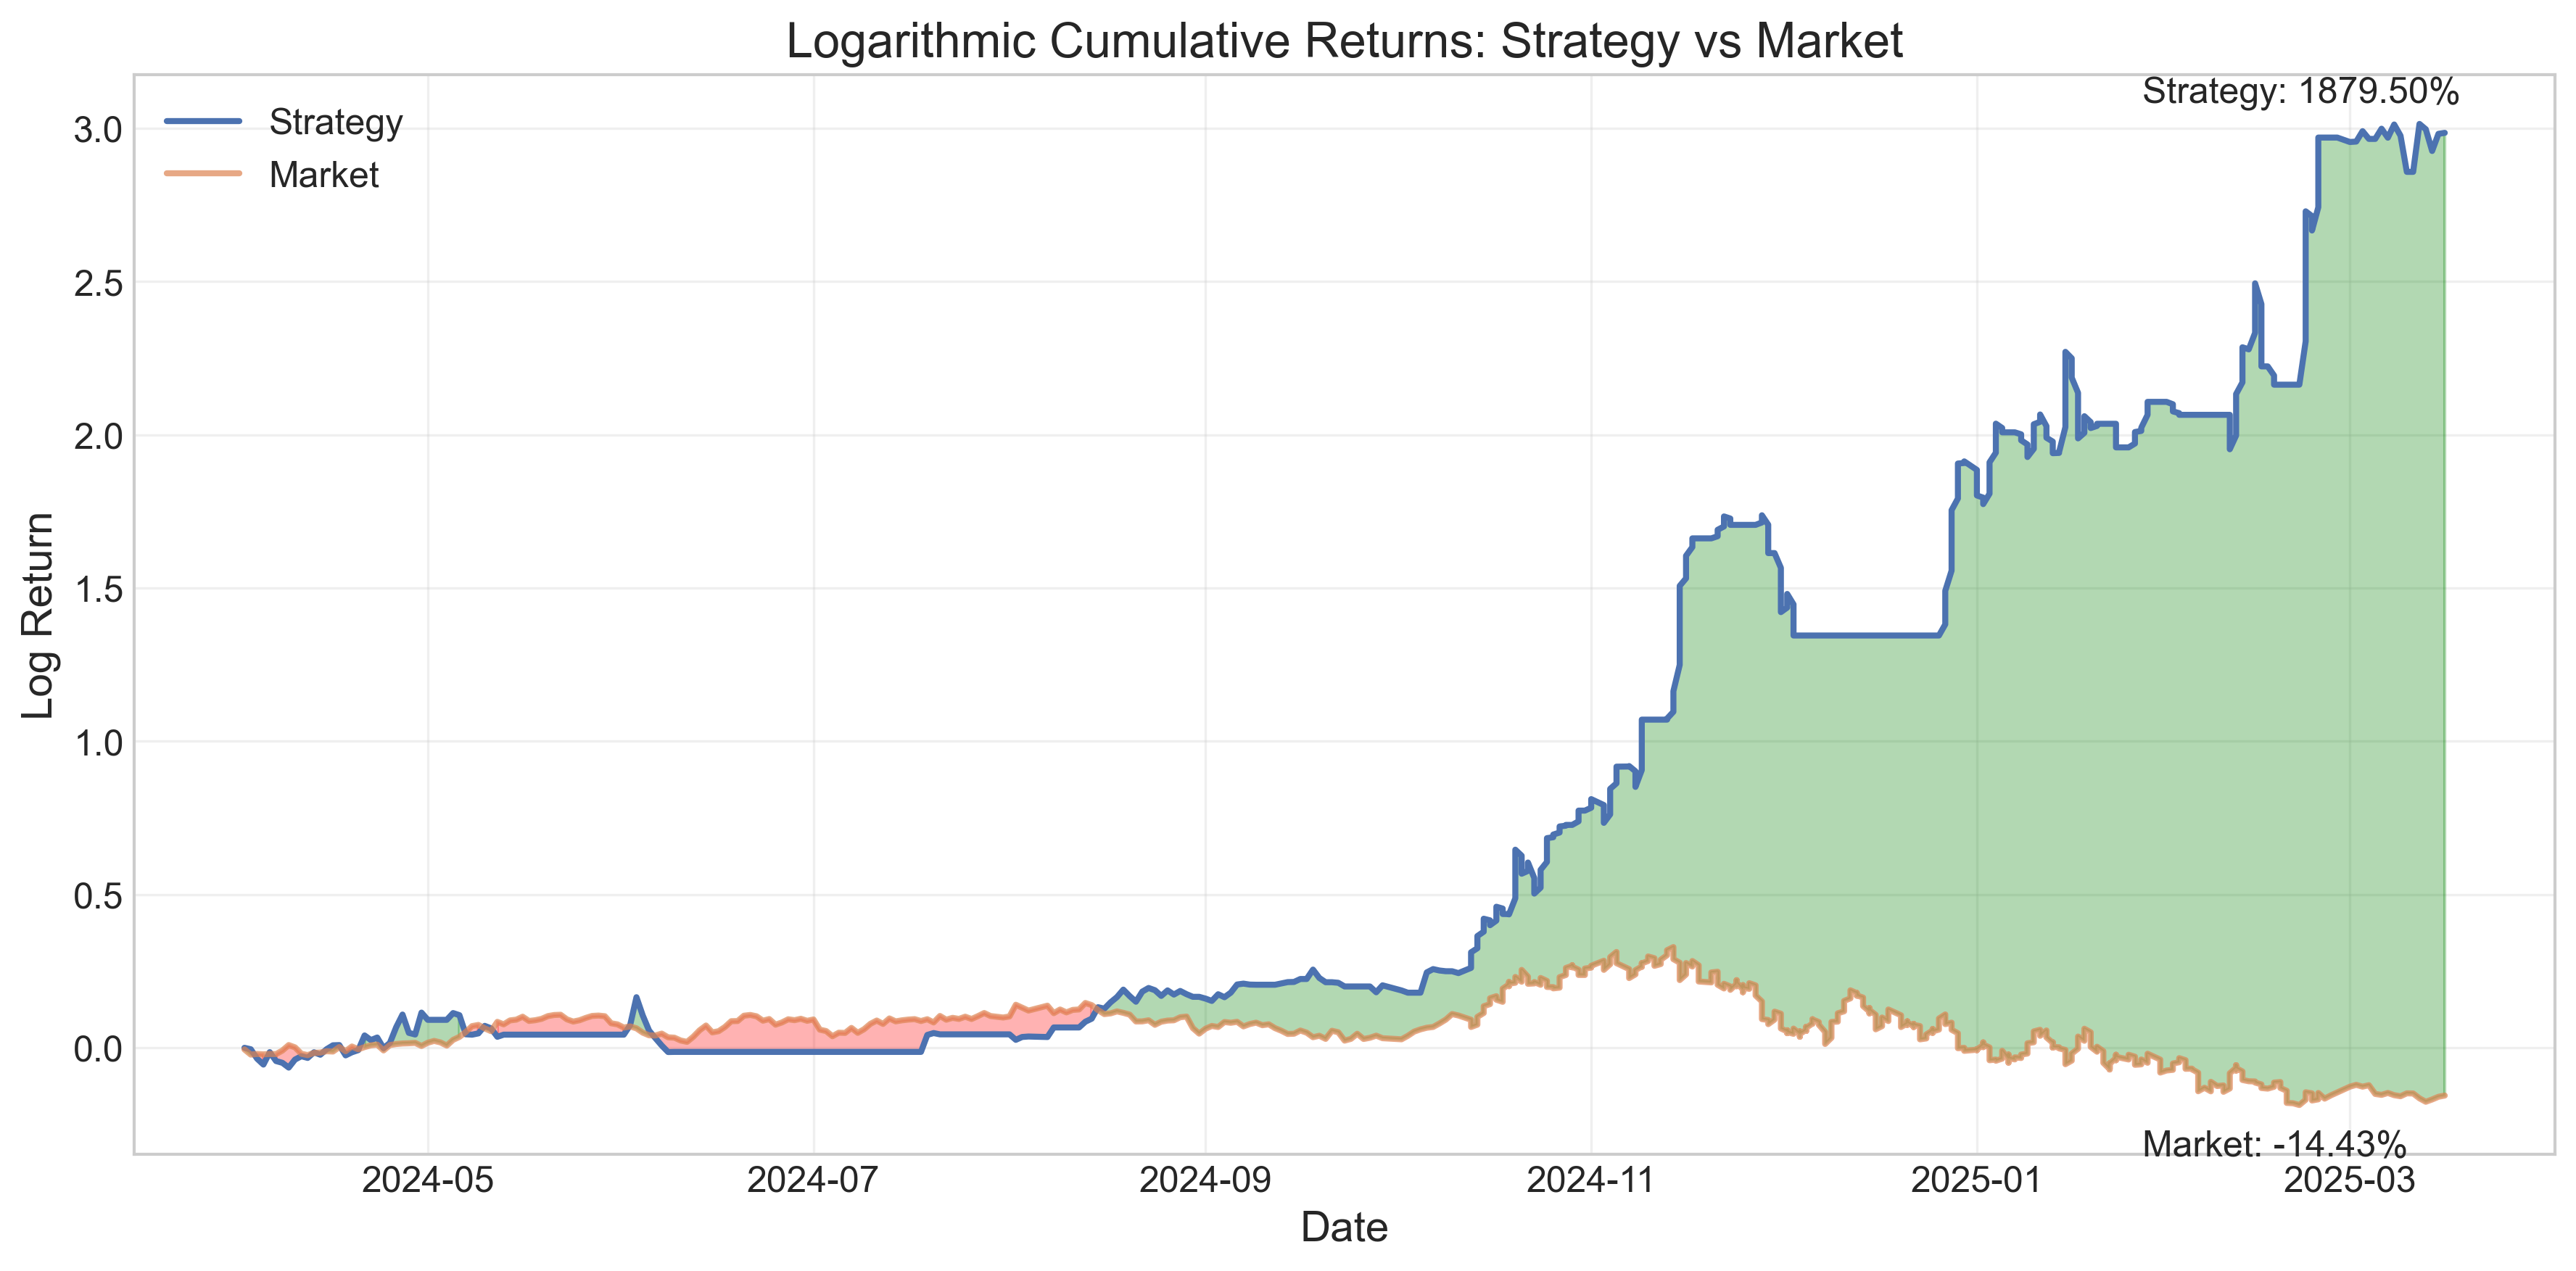 Logarithmic Cumulative Returns: Strategy vs Market
Strategy: 1879.50%
Strategy
Market
3.0
2.5
2.0
1.5
1.0
0.5
0.0
Log Return
Market: -14.43%
2024-05
2024-07
2024-09
2024-11
2025-01
2025-03
Date